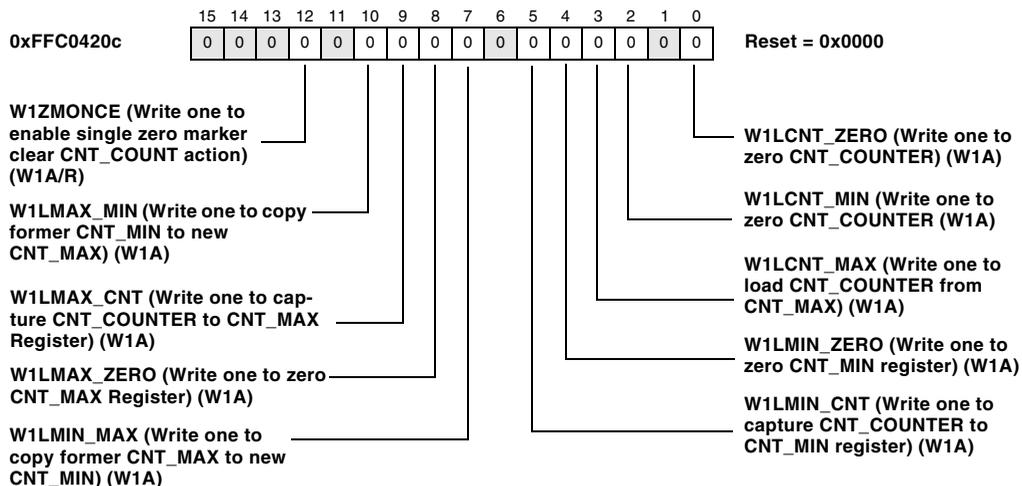 15 14 13 12 11 10 9 8 7 6 5 4 3 2 1 0
0xFFC0420c
0 0 0 0 0 0 0 0 0 0 0 0 0 0 0 0
Reset = 0x0000
W1ZMONCE (Write one to
enable single zero marker
clear CNT_COUNT action)
(W1A/R)
W1LMAX_MIN (Write one to copy
former CNT_MIN to new
CNT_MAX) (W1A)
W1LMAX_CNT (Write one to cap-
ture CNT_COUNTER to CNT_MAX
Register) (W1A)
W1LMAX_ZERO (Write one to zero
CNT_MAX Register) (W1A)
W1LMIN_MAX (Write one to
copy former CNT_MAX to new
CNT_MIN) (W1A)
W1LCNT_ZERO (Write one to
zero CNT_COUNTER) (W1A)
W1LCNT_MIN (Write one to
zero CNT_COUNTER (W1A)
W1LCNT_MAX (Write one to
load CNT_COUNTER from
CNT_MAX) (W1A)
W1LMIN_ZERO (Write one to
zero CNT_MIN register) (W1A)
W1LMIN_CNT (Write one to
capture CNT_COUNTER to
CNT_MIN register) (W1A)